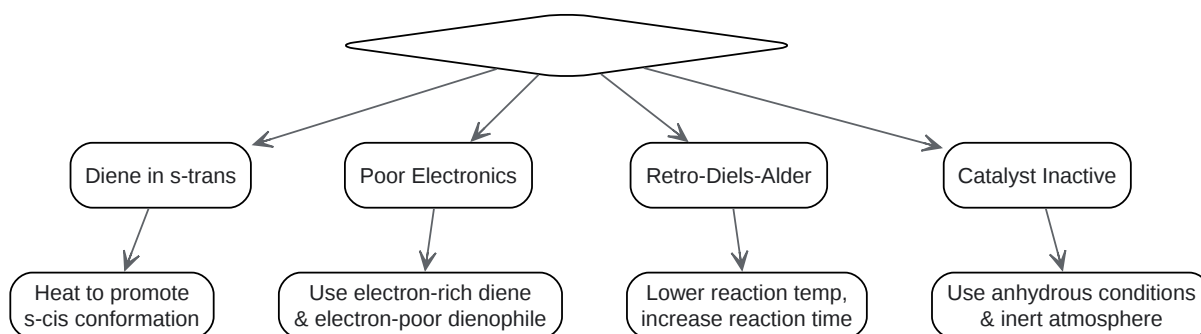 Diene in s-trans
Poor Electronics
Retro-Diels-Alder
Catalyst Inactive
Heat to promote
s-cis conformation
Use electron-rich diene
& electron-poor dienophile
Lower reaction temp,
increase reaction time
Use anhydrous conditions
& inert atmosphere